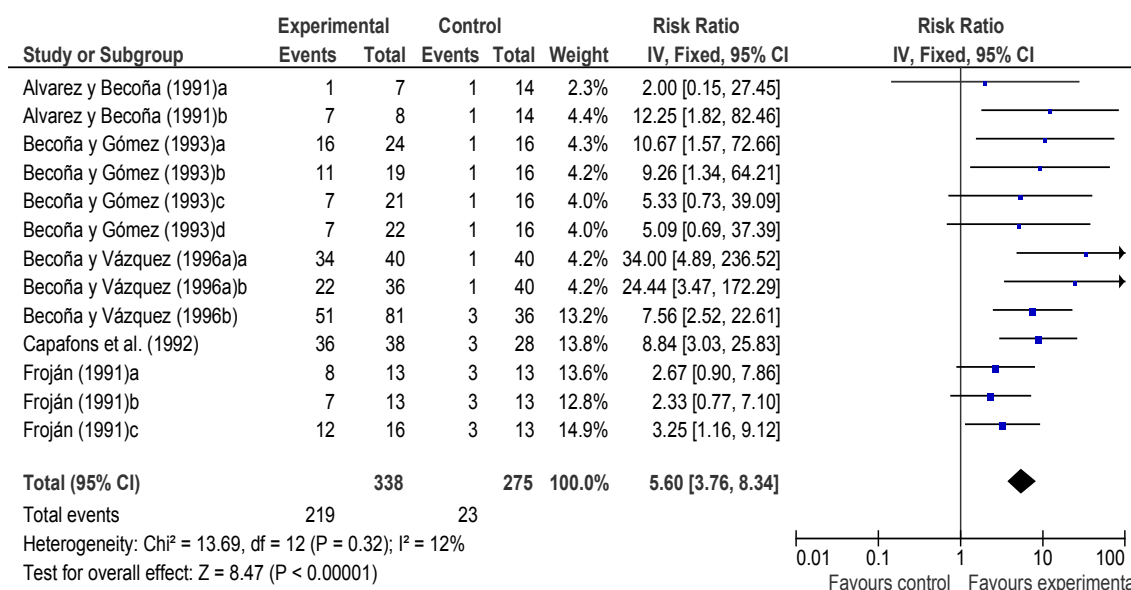 Experimental Control Risk Ratio Risk Ratio
Study or Subgroup Events Total Events Total Weight IV, Fixed, 95% CI IV, Fixed, 95% CI
Alvarez y Becoña (1991)a 1 7 1 14 2.3% 2.00 [0.15, 27.45]
Alvarez y Becoña (1991)b 7 8 1 14 4.4% 12.25 [1.82, 82.46]
Becoña y Gómez (1993)a 16 24 1 16 4.3% 10.67 [1.57, 72.66]
Becoña y Gómez (1993)b 11 19 1 16 4.2% 9.26 [1.34, 64.21]
Becoña y Gómez (1993)c 7 21 1 16 4.0% 5.33 [0.73, 39.09]
Becoña y Gómez (1993)d 7 22 1 16 4.0% 5.09 [0.69, 37.39]
Becoña y Vázquez (1996a)a 34 40 1 40 4.2% 34.00 [4.89, 236.52]
Becoña y Vázquez (1996a)b 22 36 1 40 4.2% 24.44 [3.47, 172.29]
Becoña y Vázquez (1996b) 51 81 3 36 13.2% 7.56 [2.52, 22.61]
Capafons et al. (1992) 36 38 3 28 13.8% 8.84 [3.03, 25.83]
Froján (1991)a 8 13 3 13 13.6% 2.67 [0.90, 7.86]
Froján (1991)b 7 13 3 13 12.8% 2.33 [0.77, 7.10]
Froján (1991)c 12 16 3 13 14.9% 3.25 [1.16, 9.12]
Total (95% CI) 338 275 100.0% 5.60 [3.76, 8.34]
Total events 219 23
Heterogeneity: Chi² = 13.69, df = 12 (P = 0.32); I² = 12%
Test for overall effect: Z = 8.47 (P < 0.00001)
0.01 0.1 1 10 100
Favours control Favours experimenta